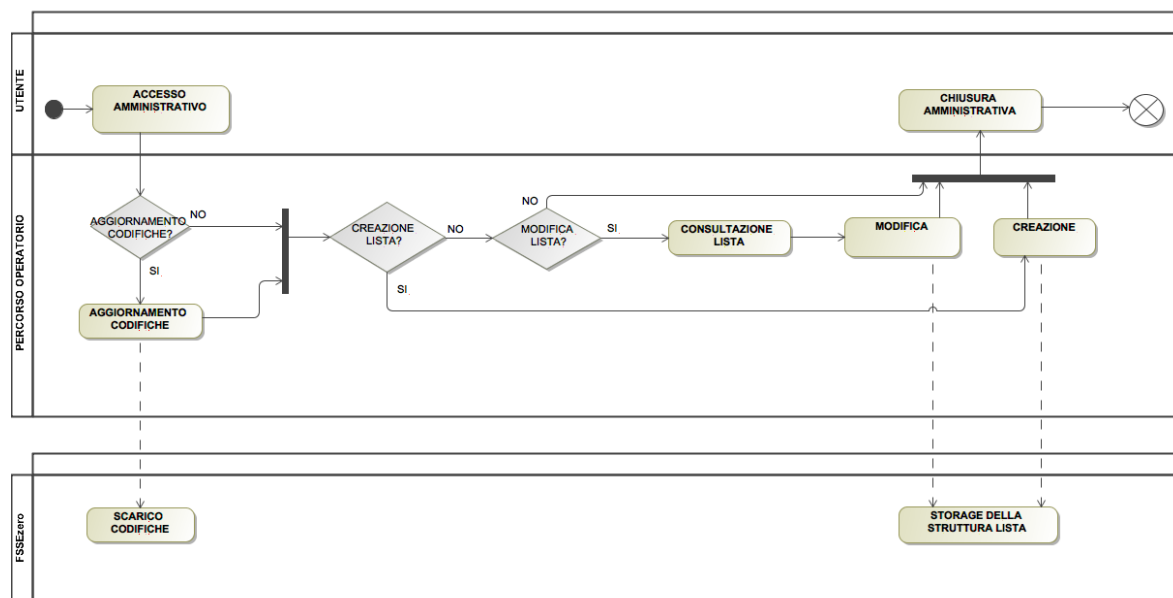 UTENTE
ACCESSO
AMMINISTRATIVO
CHIUSURA
AMMINISTRATIVA
PERCORSO OPERATORIO
AGGIORNAMENTO
CODIFICHE?
NO
SI
AGGIORNAMENTO
CODIFICHE
CREAZIONE
LISTA?
NO
SI
MODIFICA
LISTA?
NO
SI
CONSULTAZIONE
LISTA
MODIFICA
CREAZIONE
FSSEzero
SCARICO
CODIFICHE
STORAGE DELLA
STRUTTURA LISTA